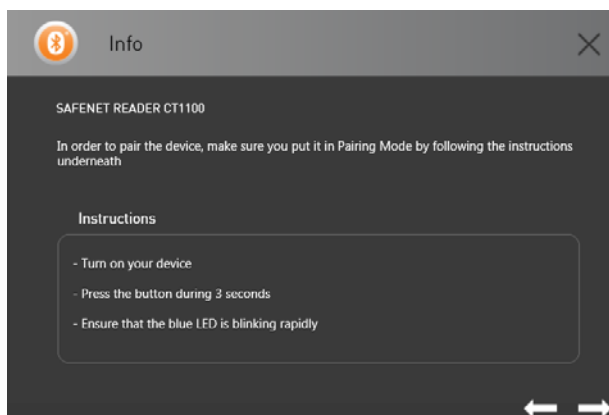 Info
SAFENET READER CT1100
In order to pair the device, make sure you put it in Pairing Mode by following the instructions
underneath
Instructions
- Turn on your device
- Press the button during 3 seconds
- Ensure that the blue LED is blinking rapidly